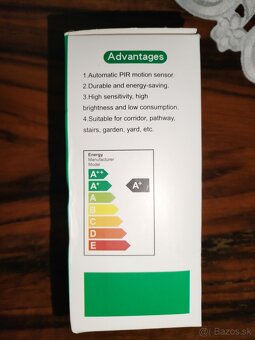 Advantages
1.Automatic PIR motion sensor.
2.Durable and energy-saving.
3.High sensitivity, high
brightness and low consumption.
4.Suitable for corridor, pathway,
stairs, garden, yard, etc.
Energy
Manufacturer
Model
A++
A+
A+
A
B
C
D
E
bazos.sk